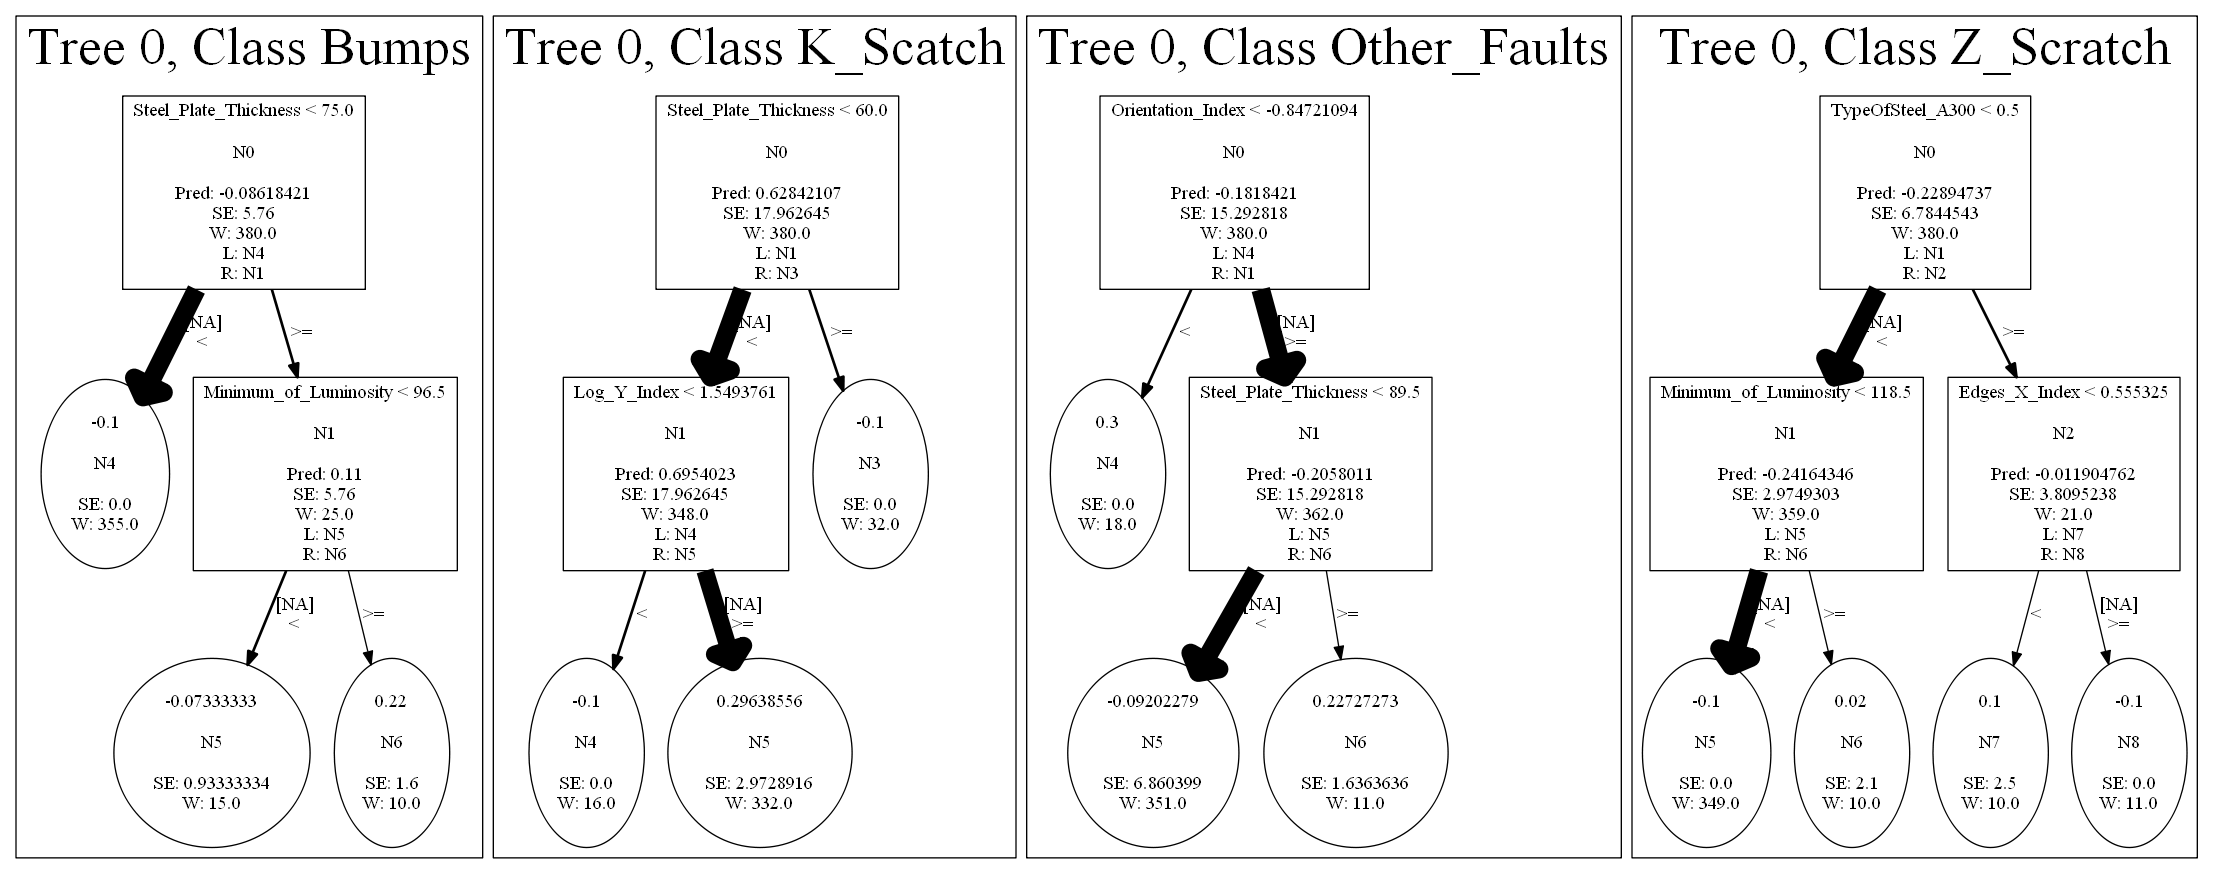 Tree 0, Class Bumps
Steel_Plate_Thickness < 75.0
N0
Pred: -0.08618421
SE: 5.76
W: 380.0
L: N4
R: N1
[NA]
<
>=
-0.1
N4
SE: 0.0
W: 355.0
Minimum_of_Luminosity < 96.5
N1
Pred: 0.11
SE: 5.76
W: 25.0
L: N5
R: N6
[NA]
<
>=
-0.07333333
N5
SE: 0.93333334
W: 15.0
0.22
N6
SE: 1.6
W: 10.0
Tree 0, Class K_Scatch
Steel_Plate_Thickness < 60.0
N0
Pred: 0.62842107
SE: 17.962645
W: 380.0
L: N1
R: N3
[NA]
<
>=
Log_Y_Index < 1.5493761
N1
Pred: 0.6954023
SE: 17.962645
W: 348.0
L: N4
R: N5
-0.1
N3
SE: 0.0
W: 32.0
<
[NA]
>=
-0.1
N4
SE: 0.0
W: 16.0
0.29638556
N5
SE: 2.9728916
W: 332.0
Tree 0, Class Other_Faults
Orientation_Index < -0.84721094
N0
Pred: -0.1818421
SE: 15.292818
W: 380.0
L: N4
R: N1
<
[NA]
>=
0.3
N4
SE: 0.0
W: 18.0
Steel_Plate_Thickness < 89.5
N1
Pred: -0.2058011
SE: 15.292818
W: 362.0
L: N5
R: N6
[NA]
<
>=
-0.09202279
N5
SE: 6.860399
W: 351.0
0.22727273
N6
SE: 1.6363636
W: 11.0
Tree 0, Class Z_Scratch
TypeOfSteel_A300 < 0.5
N0
Pred: -0.22894737
SE: 6.7844543
W: 380.0
L: N1
R: N2
[NA]
<
>=
Minimum_of_Luminosity < 118.5
N1
Pred: -0.24164346
SE: 2.9749303
W: 359.0
L: N5
R: N6
Edges_X_Index < 0.555325
N2
Pred: -0.011904762
SE: 3.8095238
W: 21.0
L: N7
R: N8
[NA]
<
>=
<
[NA]
>=
-0.1
N5
SE: 0.0
W: 349.0
0.02
N6
SE: 2.1
W: 10.0
0.1
N7
SE: 2.5
W: 10.0
-0.1
N8
SE: 0.0
W: 11.0